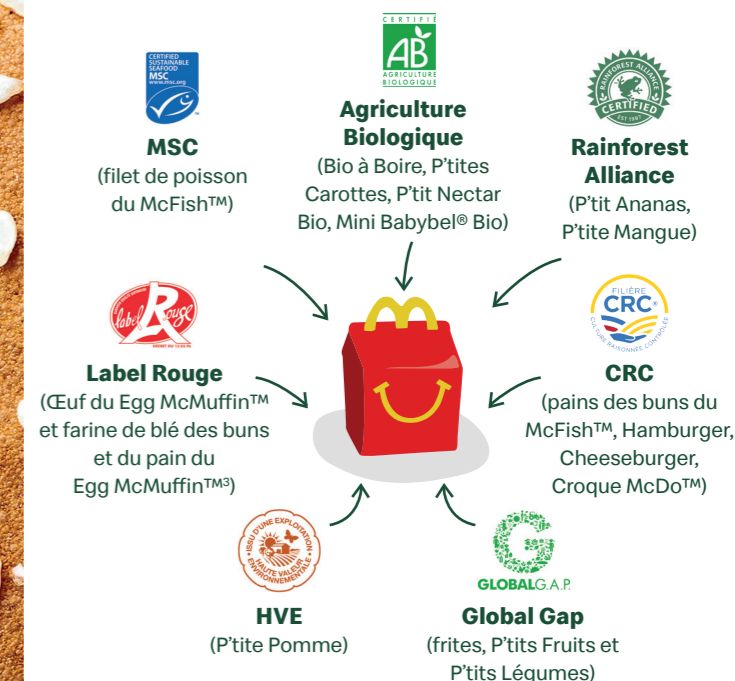 CERTIFIED
SUSTAINABLE
SEAFOOD
MSC
www.msc.org
™
MSC
(filet de poisson
du McFish™)
CERTIFIÉ
AB
AGRICULTURE
BIOLOGIQUE
Agriculture
Biologique
(Bio à Boire, P'tites
Carottes, P'tit Nectar
Bio, Mini Babybel® Bio)
RAINFOREST ALLIANCE
CERTIFIED
EST 1987
Rainforest
Alliance
(P'tit Ananas,
P'tite Mangue)
label Rouge
Label Rouge
(Œuf du Egg McMuffin™
et farine de blé des buns
et du pain du
Egg McMuffin™³)
FILIÈRE
CRC®
CULTURE RAISONNÉE CONTRÔLÉE
CRC
(pains des buns du
McFish™, Hamburger,
Cheeseburger,
Croque McDo™)
ISSU D'UNE EXPLOITATION
HAUTE VALEUR
ENVIRONNEMENTALE
HVE
(P'tite Pomme)
GLOBALG.A.P.
Global Gap
(frites, P'tits Fruits et
P'tits Légumes)